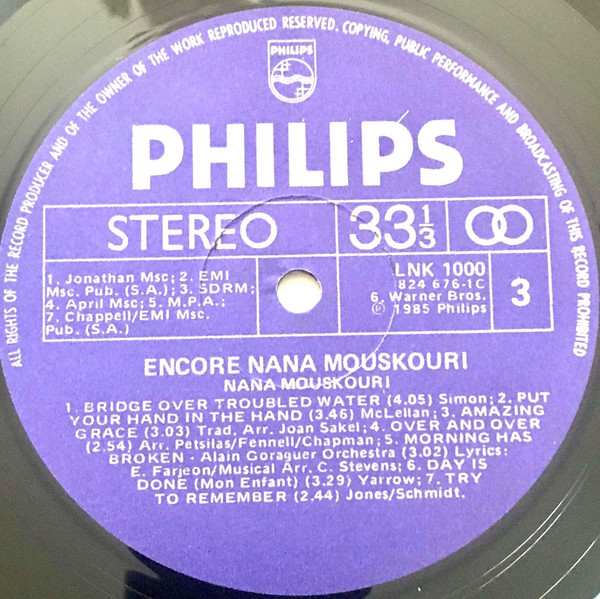 ALL RIGHTS OF THE RECORD PRODUCER AND OF THE OWNER OF THE WORK REPRODUCED RESERVED. COPYING, PUBLIC PERFORMANCE AND BROADCASTING OF THIS RECORD PROHIBITED
PHILIPS
PHILIPS
STEREO
33 1/3
1. Jonathan Msc; 2. EMI
Msc. Pub. (S.A.); 3. SDRM;
4. April Msc; 5. M.P.A.;
7. Chappell/EMI Msc.
Pub. (S.A.)
LNK 1000
824 676-1C
6. Warner Bros.
℗ 1985 Philips
3
ENCORE NANA MOUSKOURI
NANA MOUSKOURI
1. BRIDGE OVER TROUBLED WATER (4.05) Simon; 2. PUT
YOUR HAND IN THE HAND (3.46) McLellan; 3. AMAZING
GRACE (3.03) Trad. Arr. Joan Sakel; 4. OVER AND OVER
(2.54) Arr. Petsilas/Fennell/Chapman; 5. MORNING HAS
BROKEN - Alain Goraguer Orchestra (3.02) Lyrics:
E. Farjeon/Musical Arr. C. Stevens; 6. DAY IS
DONE (Mon Enfant) (3.29) Yarrow; 7. TRY
TO REMEMBER (2.44) Jones/Schmidt.